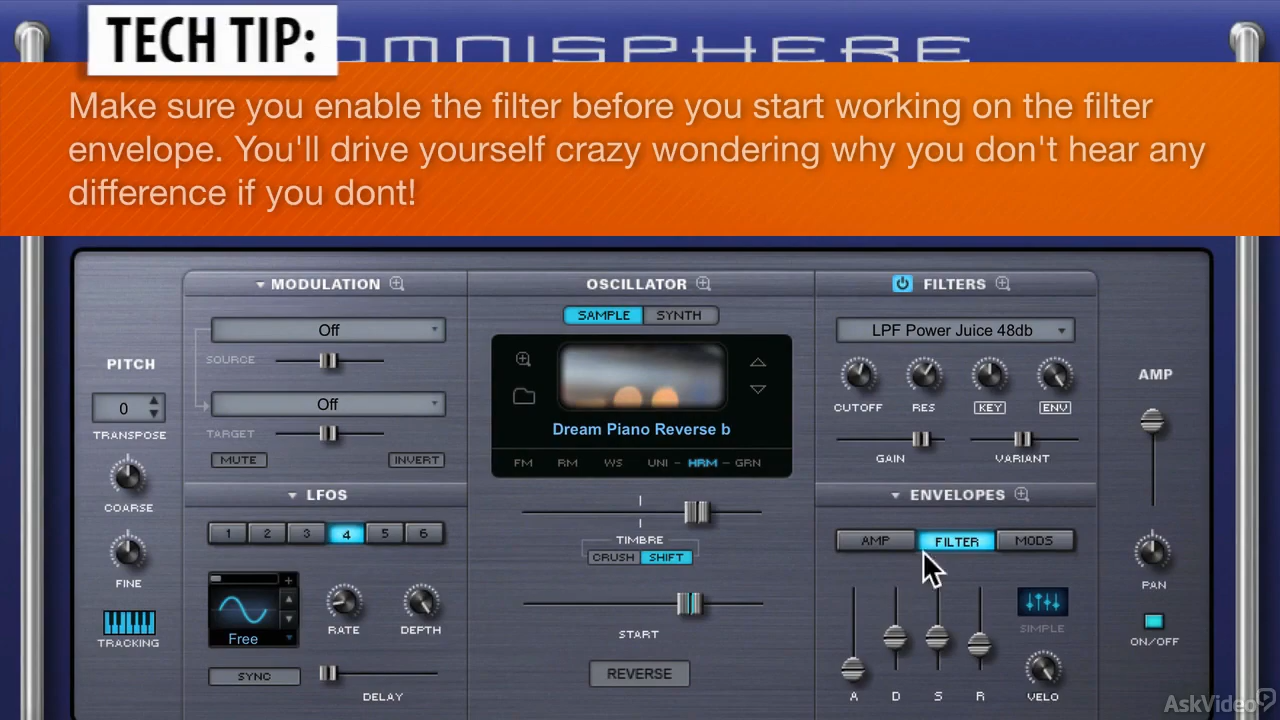 TECH TIP:
OMNISPHERE
Make sure you enable the filter before you start working on the filter
envelope. You'll drive yourself crazy wondering why you don't hear any
difference if you dont!
MODULATION
OSCILLATOR
FILTERS
SAMPLE SYNTH
Off
LPF Power Juice 48db
SOURCE
PITCH
AMP
0
TRANSPOSE
Off
CUTOFF RES KEY ENV
TARGET
Dream Piano Reverse b
MUTE INVERT
FM RM WS UNI - HRM - GRN
GAIN VARIANT
COARSE
LFOS
ENVELOPES
1 2 3 4 5 6
TIMBRE
AMP FILTER MODS
CRUSH SHIFT
FINE
PAN
RATE DEPTH
START
SIMPLE
Free
TRACKING
ON/OFF
SYNC
REVERSE
DELAY
A D S R VELO
AskVideo